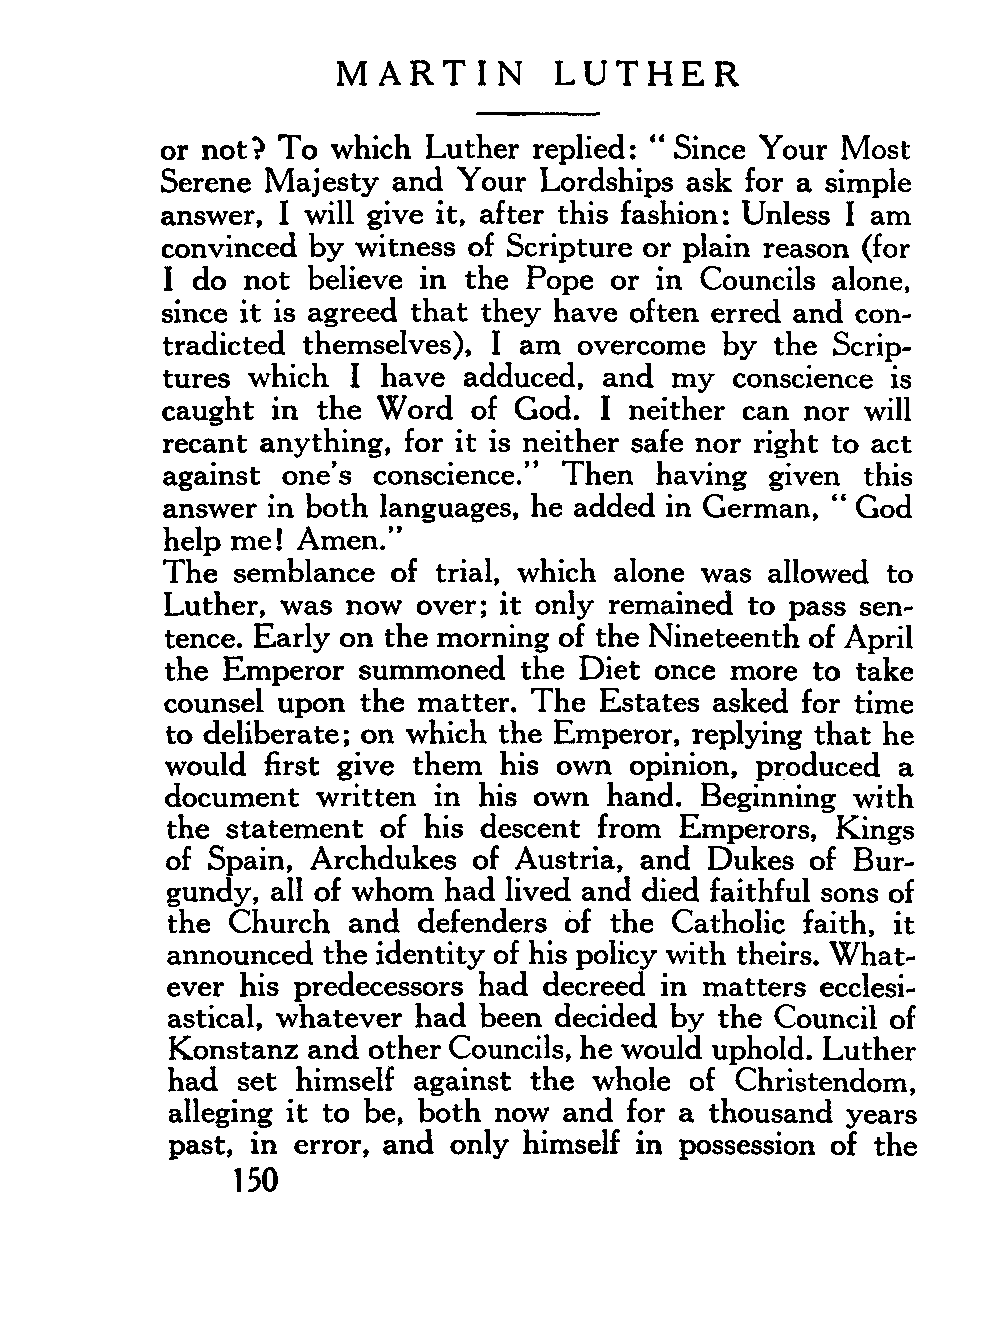 MARTIN LUTHER
or not? To which Luther replied: “ Since Your Most
Serene Majesty and Your Lordships ask for a simple
answer, I will give it, after this fashion: Unless I am
convinced by witness of Scripture or plain reason (for
I do not believe in the Pope or in Councils alone,
since it is agreed that they have often erred and con-
tradicted themselves), I am overcome by the Scrip-
tures which I have adduced, and my conscience is
caught in the Word of God. I neither can nor will
recant anything, for it is neither safe nor right to act
against one's conscience.” Then having given this
answer in both languages, he added in German, “ God
help me! Amen.”
The semblance of trial, which alone was allowed to
Luther, was now over; it only remained to pass sen-
tence. Early on the morning of the Nineteenth of April
the Emperor summoned the Diet once more to take
counsel upon the matter. The Estates asked for time
to deliberate; on which the Emperor, replying that he
would first give them his own opinion, produced a
document written in his own hand. Beginning with
the statement of his descent from Emperors, Kings
of Spain, Archdukes of Austria, and Dukes of Bur-
gundy, all of whom had lived and died faithful sons of
the Church and defenders of the Catholic faith, it
announced the identity of his policy with theirs. What-
ever his predecessors had decreed in matters ecclesi-
astical, whatever had been decided by the Council of
Konstanz and other Councils, he would uphold. Luther
had set himself against the whole of Christendom,
alleging it to be, both now and for a thousand years
past, in error, and only himself in possession of the
150